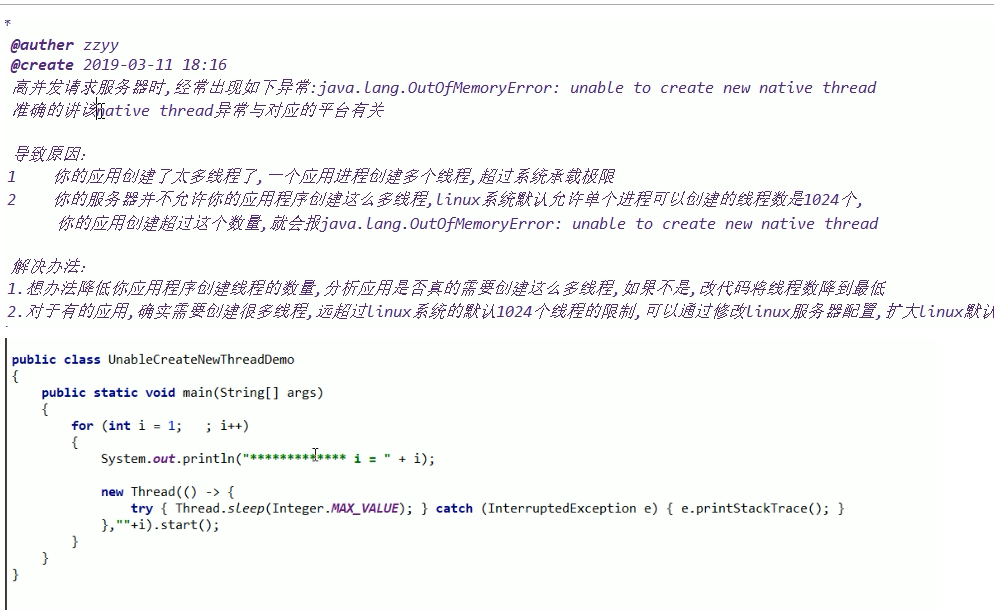 *
@auther zzyy
@create 2019-03-11 18:16
高并发请求服务器时,经常出现如下异常:java.lang.OutOfMemoryError: unable to create new native thread
准确的讲该native thread异常与对应的平台有关
导致原因:
1 你的应用创建了太多线程了,一个应用进程创建多个线程,超过系统承载极限
2 你的服务器并不允许你的应用程序创建这么多线程,linux系统默认允许单个进程可以创建的线程数是1024个,
你的应用创建超过这个数量,就会报java.lang.OutOfMemoryError: unable to create new native thread
解决办法:
1.想办法降低你应用程序创建线程的数量,分析应用是否真的需要创建这么多线程,如果不是,改代码将线程数降到最低
2.对于有的应用,确实需要创建很多线程,远超过linux系统的默认1024个线程的限制,可以通过修改linux服务器配置,扩大linux默认
public class UnableCreateNewThreadDemo
{
public static void main(String[] args)
{
for (int i = 1; ; i++)
{
System.out.println("************* i = " + i);
new Thread(() -> {
try { Thread.sleep(Integer.MAX_VALUE); } catch (InterruptedException e) { e.printStackTrace(); }
},""+i).start();
}
}
}